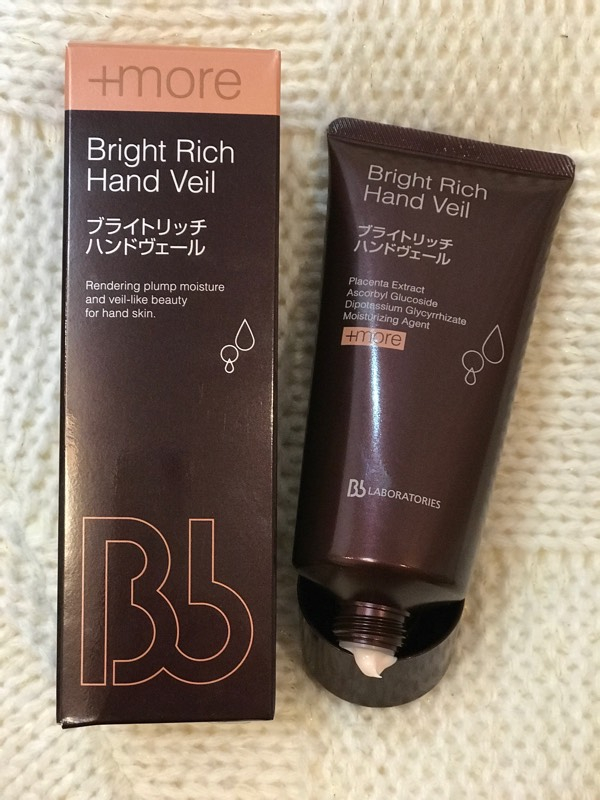 +more
Bright Rich
Hand Veil
ブライトリッチ
ハンドヴェール
Rendering plump moisture
and veil-like beauty
for hand skin.
Bb
Bright Rich
Hand Veil
ブライトリッチ
ハンドヴェール
Placenta Extract
Ascorbyl Glucoside
Dipotassium Glycyrrhizate
Moisturizing Agent
+more
Bb LABORATORIES